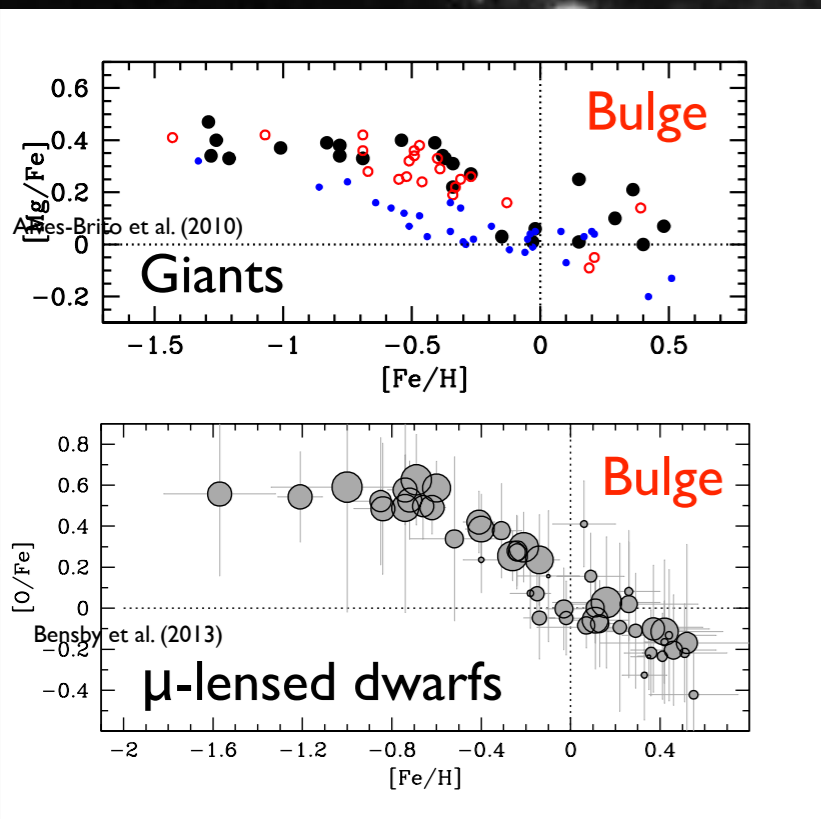 0.6
Bulge
0.4
[Mg/Fe]
0.2
Alves-Brito et al. (2010)
0
Giants
−0.2
−1.5 −1 −0.5 0 0.5
[Fe/H]
0.8
Bulge
0.6
0.4
[O/Fe]
0.2
0
Bensby et al. (2013)
−0.2
μ-lensed dwarfs
−0.4
−2 −1.6 −1.2 −0.8 −0.4 0 0.4
[Fe/H]